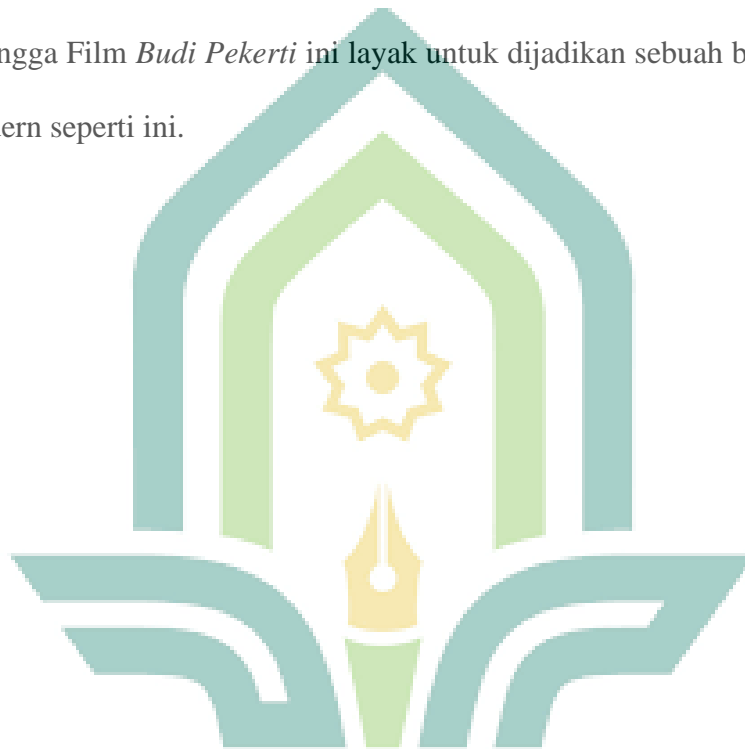 ngga Film Budi Pekerti ini layak untuk dijadikan sebuah b
ern seperti ini.